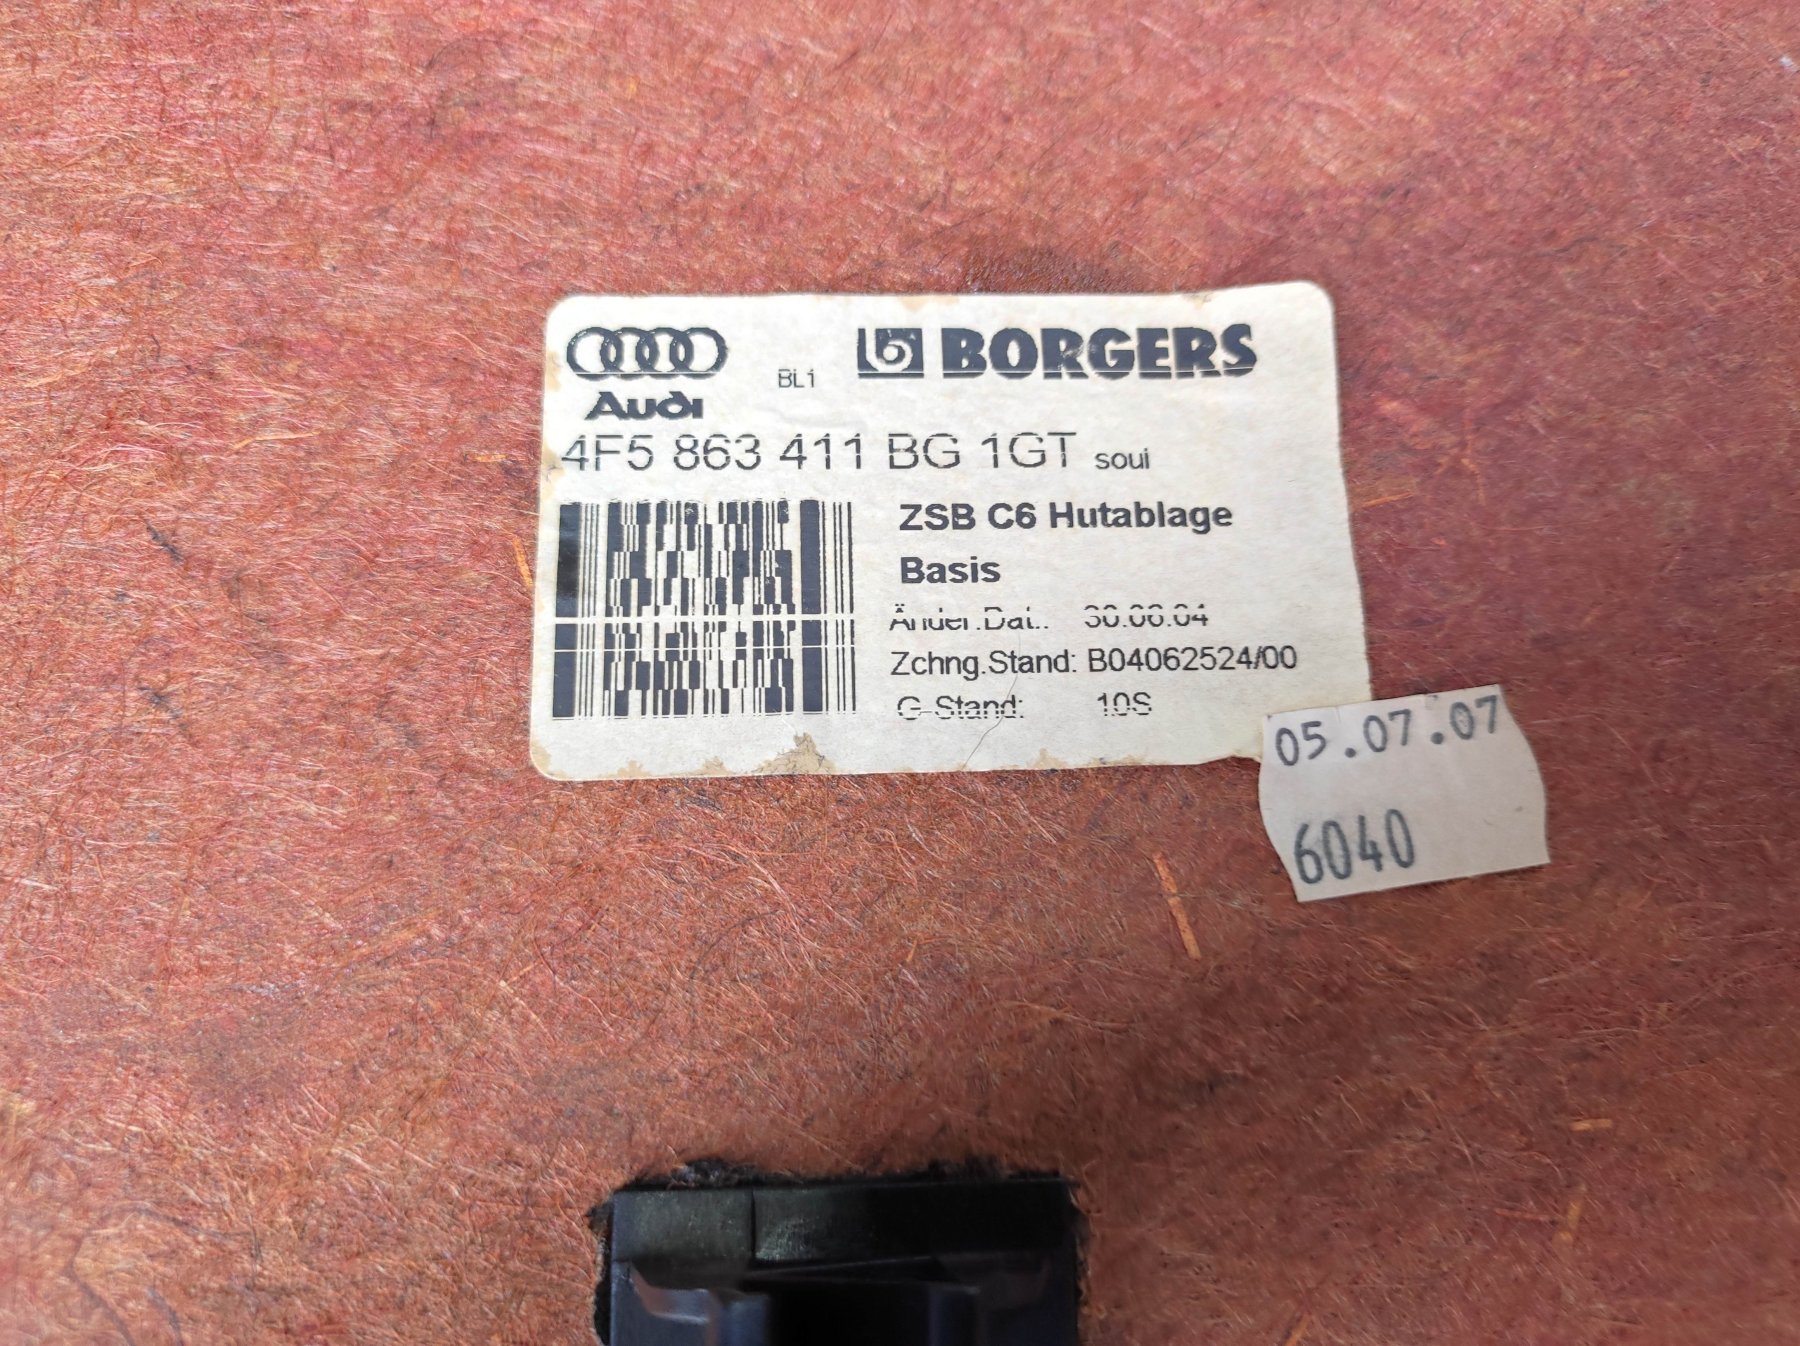 Audi
BL1
BORGERS
4F5 863 411 BG 1GT soul
ZSB C6 Hutablage
Basis
Änder.Dat.: 30.06.04
Zchng.Stand: B04062524/00
G-Stand: 10S
05.07.07
6040